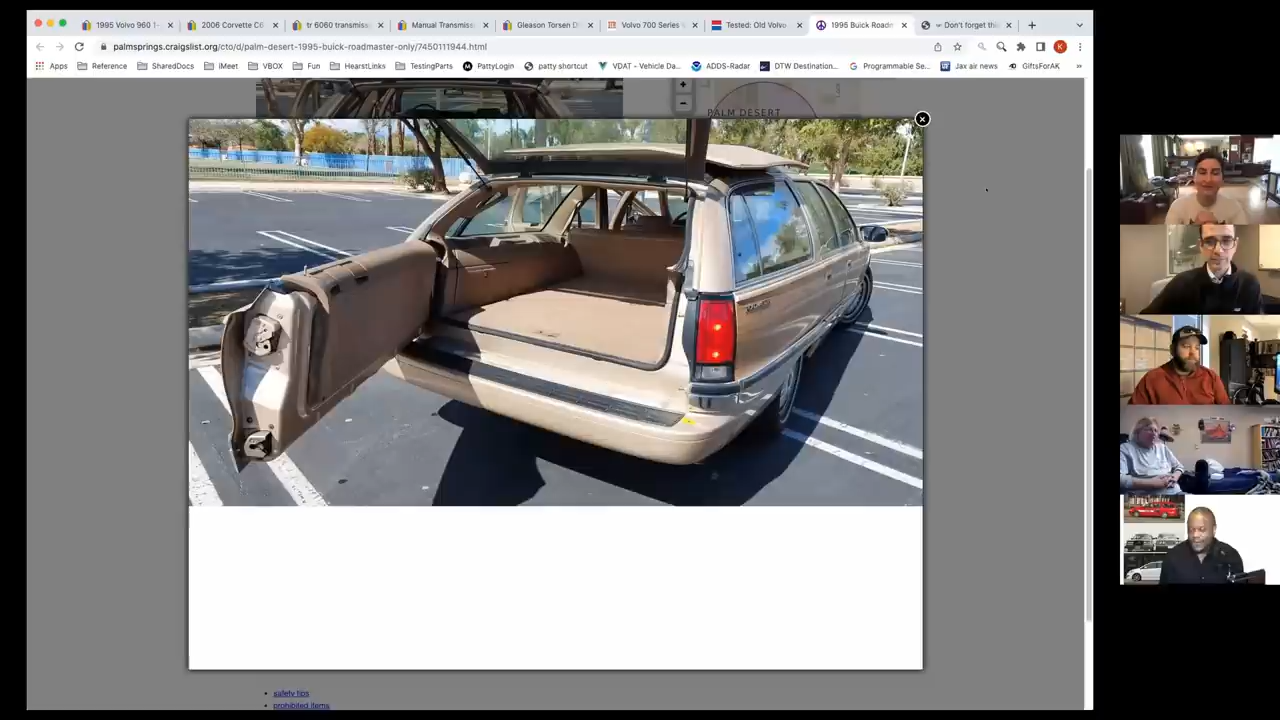 1995 Volvo 960 1-
2006 Corvette C6
tr 6060 transmiss
Manual Transmiss
Gleason Torsen D
Volvo 700 Series
Tested: Old Volvo
1995 Buick Roadm
Don't forget thi
palmsprings.craigslist.org/cto/d/palm-desert-1995-buick-roadmaster-only/7450111944.html
K
Apps
Reference
SharedDocs
iMeet
VBOX
Fun
HearstLinks
TestingParts
PattyLogin
patty shortcut
VDAT - Vehicle Da...
ADDS-Radar
DTW Destination...
Programmable Se...
Jax air news
GiftsForAK
»
+
−
PALM DESERT
safety tips
prohibited items